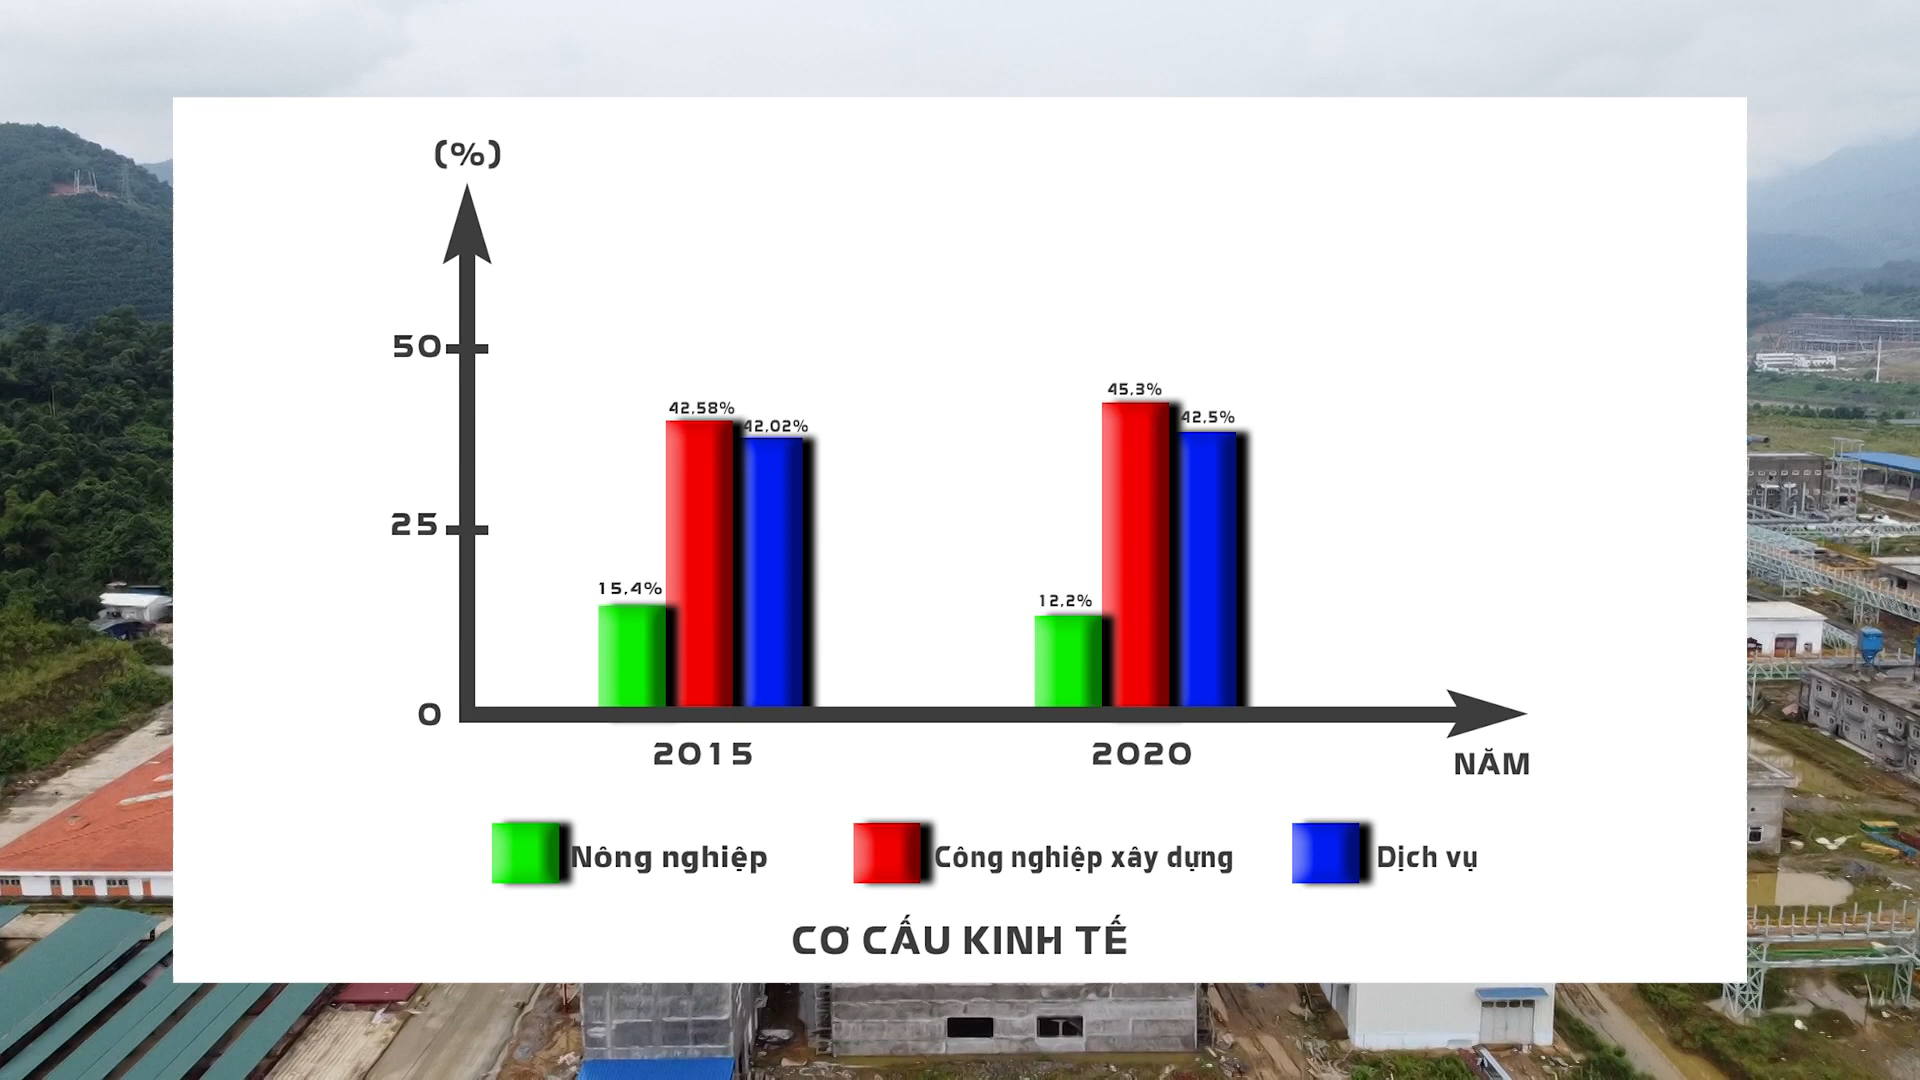 (%)
50
25
0
15,4%
42,58%
42,02%
12,2%
45,3%
42,5%
2015
2020
NĂM
Nông nghiệp
Công nghiệp xây dựng
Dịch vụ
CƠ CẤU KINH TẾ